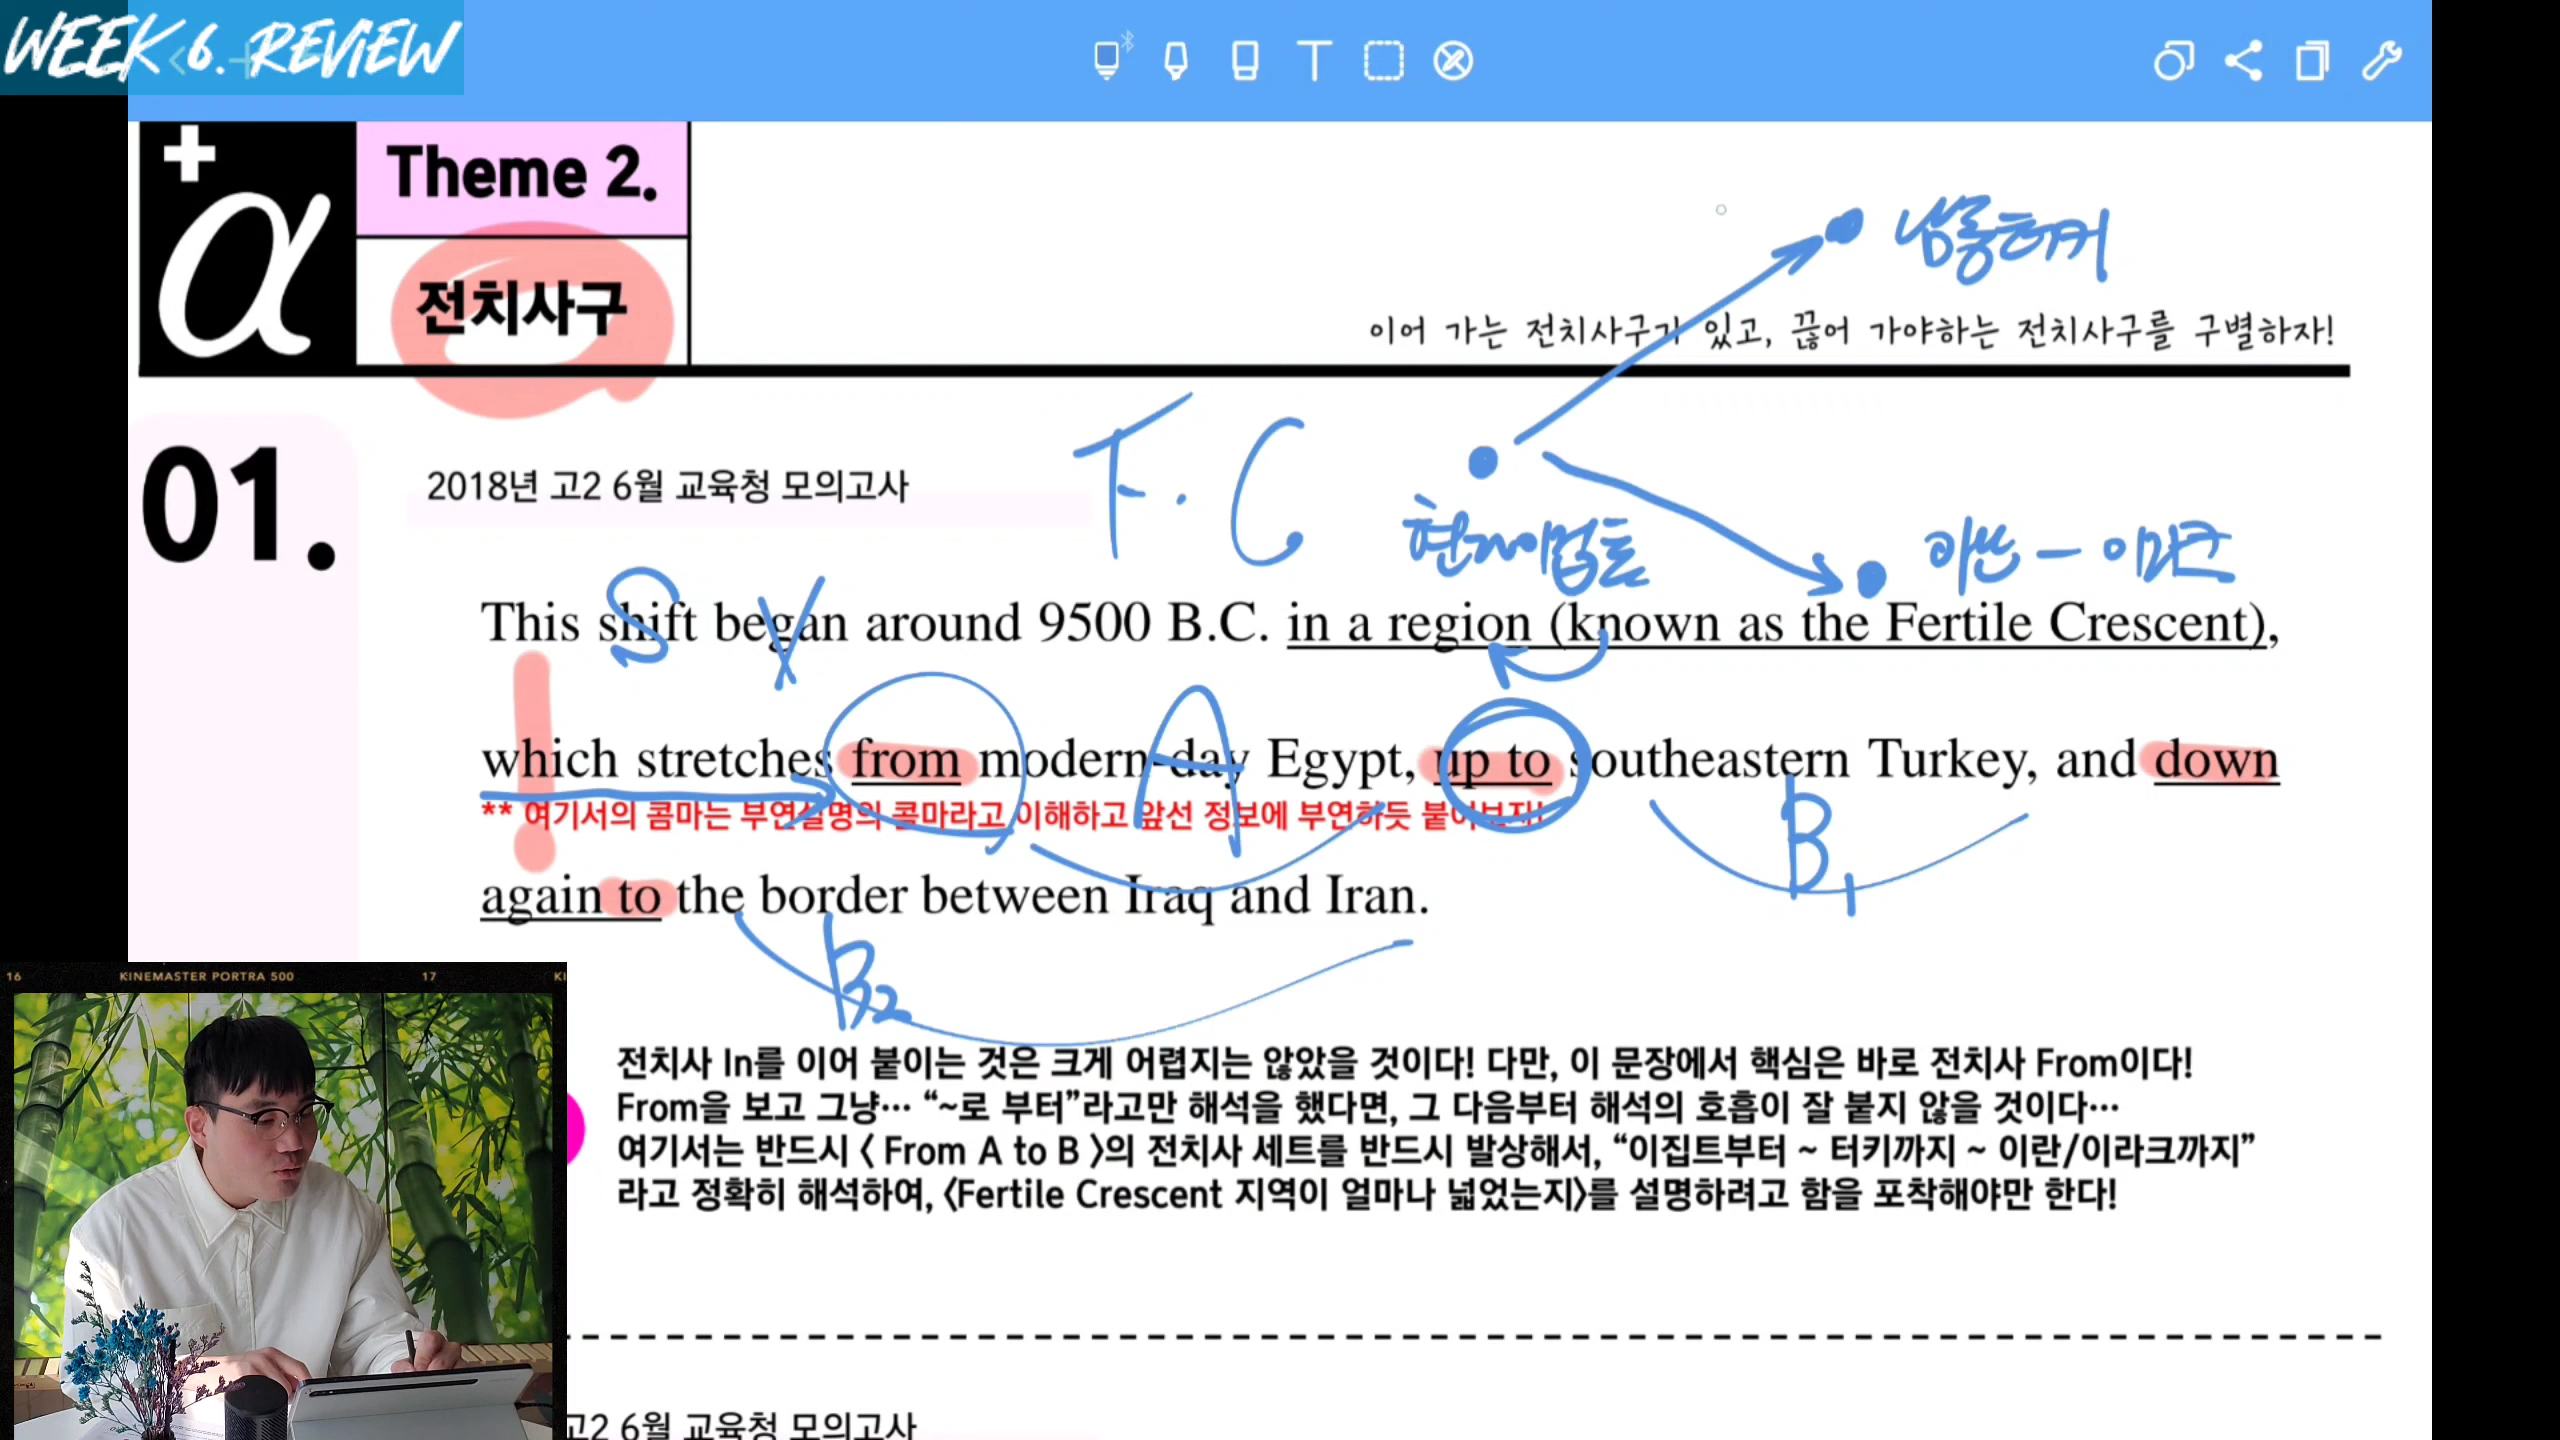 WEEK 6. REVIEW
+
α
Theme 2.
전치사구
남동터키
이어 가는 전치사구가 있고, 끊어 가야하는 전치사구를 구별하자!
01.
2018년 고2 6월 교육청 모의고사
F.C
현재이집트
이란 - 이라크
S V
This shift began around 9500 B.C. in a region (known as the Fertile Crescent),
which stretches from modern-day Egypt, up to southeastern Turkey, and down
A
B1
** 여기서의 콤마는 부연설명의 콤마라고 이해하고 앞선 정보에 부연하듯 붙여보자!
again to the border between Iraq and Iran.
B2
전치사 In를 이어 붙이는 것은 크게 어렵지는 않았을 것이다! 다만, 이 문장에서 핵심은 바로 전치사 From이다!
From을 보고 그냥… “~로 부터”라고만 해석을 했다면, 그 다음부터 해석의 호흡이 잘 붙지 않을 것이다…
여기서는 반드시 < From A to B >의 전치사 세트를 반드시 발상해서, “이집트부터 ~ 터키까지 ~ 이란/이라크까지”
라고 정확히 해석하여, <Fertile Crescent 지역이 얼마나 넓었는지>를 설명하려고 함을 포착해야만 한다!
16 KINEMASTER PORTRA 500 17 KI
고2 6월 교육청 모의고사